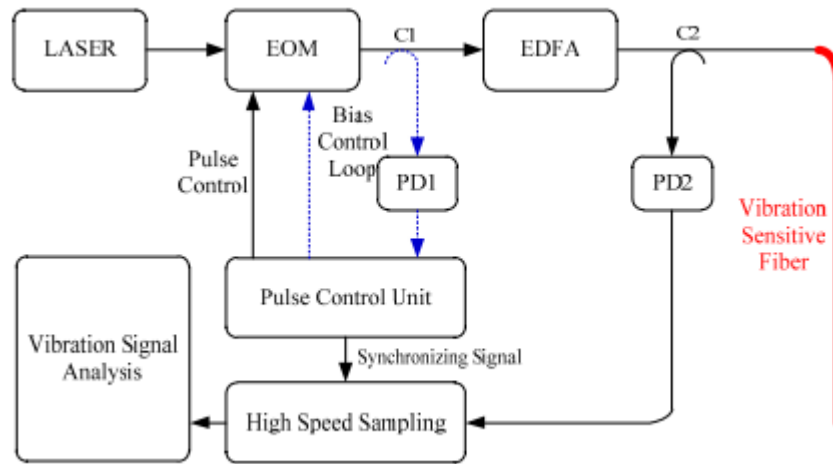 LASER
EOM
C1
EDFA
C2
Bias
Control
Loop
Pulse
Control
PD1
PD2
Vibration
Sensitive
Fiber
Pulse Control Unit
Vibration Signal
Analysis
Synchronizing Signal
High Speed Sampling